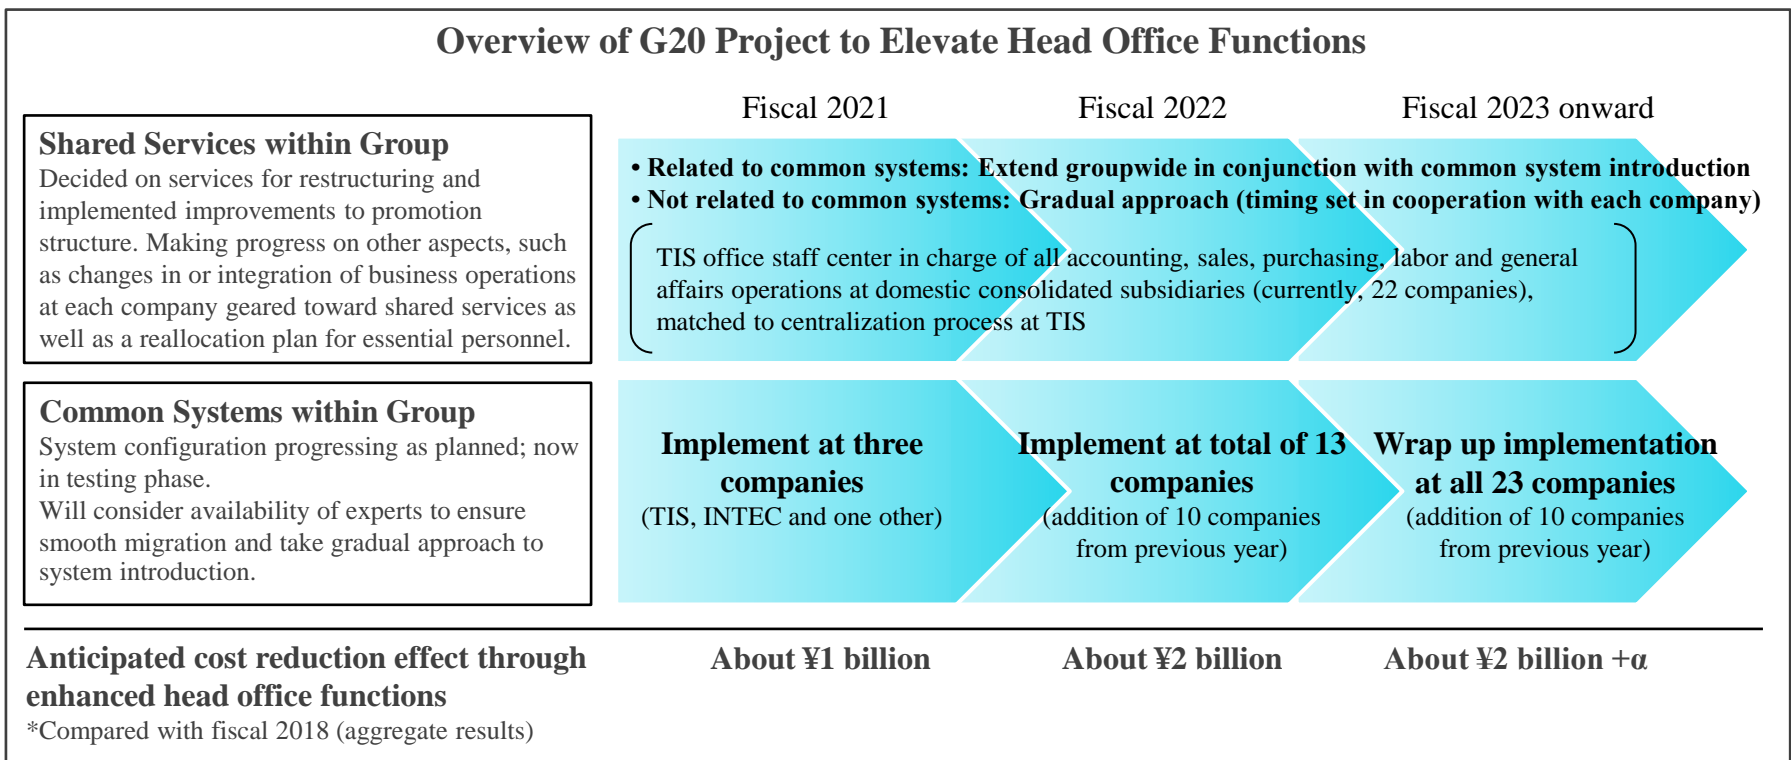 Overview of G20 Project to Elevate Head Office Functions
Fiscal 2021
Fiscal 2022
Fiscal 2023 onward
Shared Services within Group
Decided on services for restructuring and
implemented improvements to promotion
structure. Making progress on other aspects, such
as changes in or integration of business operations
at each company geared toward shared services as
well as a reallocation plan for essential personnel.
• Related to common systems: Extend groupwide in conjunction with common system introduction
• Not related to common systems: Gradual approach (timing set in cooperation with each company)
TIS office staff center in charge of all accounting, sales, purchasing, labor and general
affairs operations at domestic consolidated subsidiaries (currently, 22 companies),
matched to centralization process at TIS
Common Systems within Group
System configuration progressing as planned; now
in testing phase.
Will consider availability of experts to ensure
smooth migration and take gradual approach to
system introduction.
Implement at three
companies
(TIS, INTEC and one other)
Implement at total of 13
companies
(addition of 10 companies
from previous year)
Wrap up implementation
at all 23 companies
(addition of 10 companies
from previous year)
Anticipated cost reduction effect through
enhanced head office functions
*Compared with fiscal 2018 (aggregate results)
About ¥1 billion
About ¥2 billion
About ¥2 billion +α